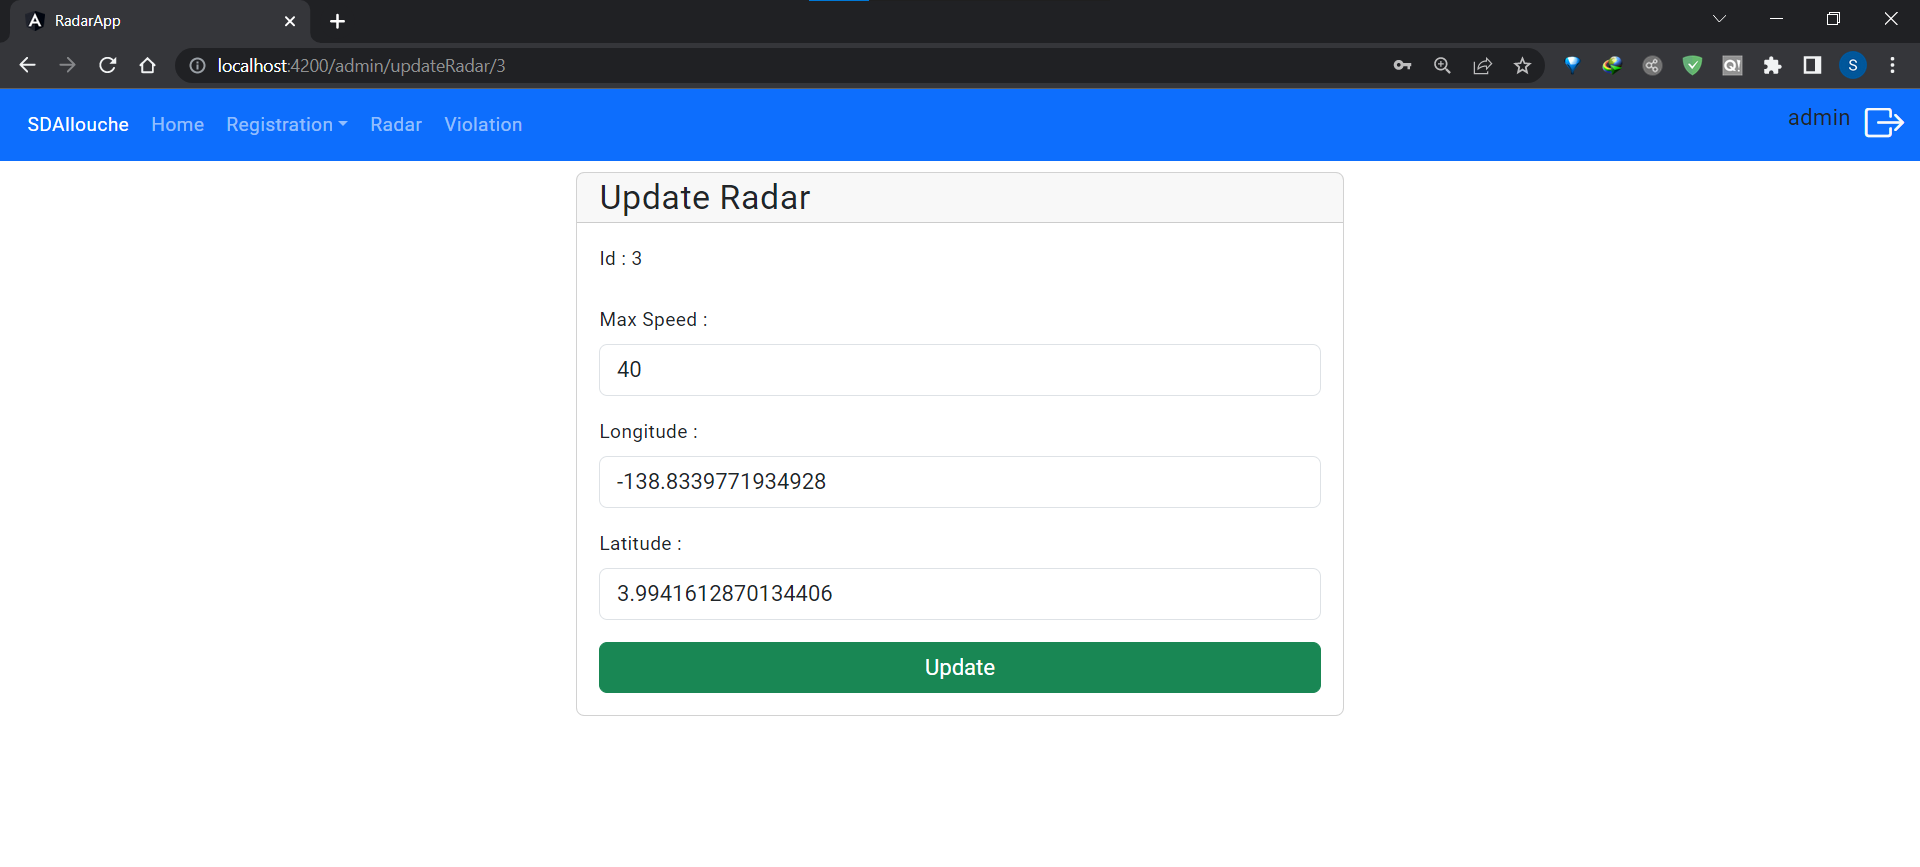 RadarApp
localhost:4200/admin/updateRadar/3
Q!
S
SDAllouche Home Registration Radar Violation admin
Update Radar
Id : 3
Max Speed :
40
Longitude :
-138.8339771934928
Latitude :
3.9941612870134406
Update